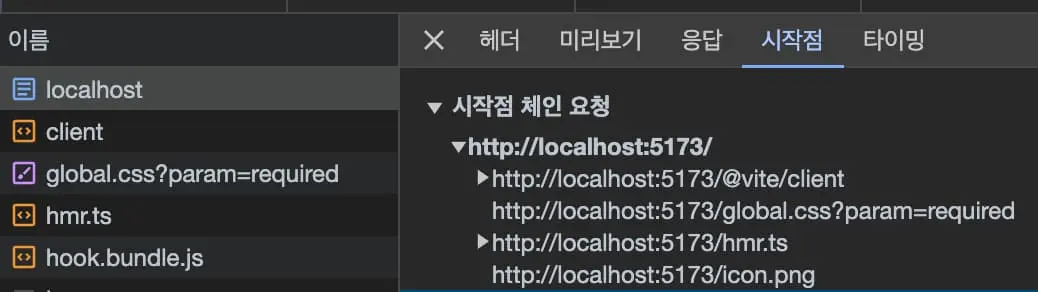 이름
localhost
client
global.css?param=required
hmr.ts
hook.bundle.js
헤더 미리보기 응답 시작점 타이밍
시작점 체인 요청
http://localhost:5173/
http://localhost:5173/@vite/client
http://localhost:5173/global.css?param=required
http://localhost:5173/hmr.ts
http://localhost:5173/icon.png